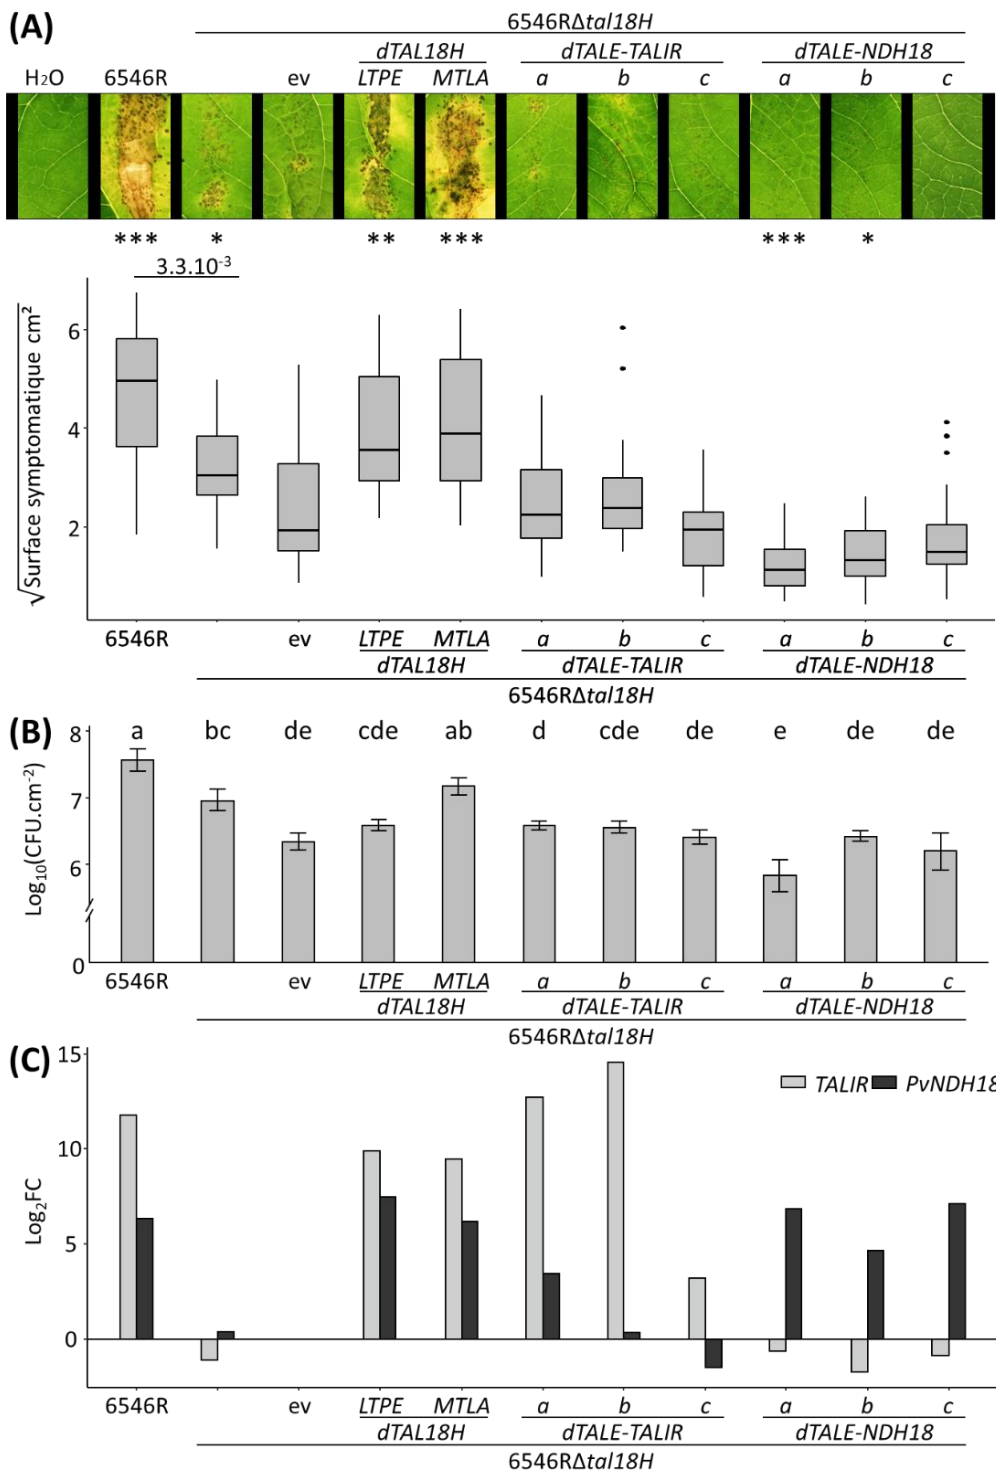 (A)
6546RΔtal18H
dTAL18H dTALE-TALIR dTALE-NDH18
H₂O 6546R ev LTPE MTLA a b c a b c
*** * ** *** *** *
3.3.10⁻³
√Surface symptomatique cm²
6
4
2
6546R ev LTPE MTLA a b c a b c
dTAL18H dTALE-TALIR dTALE-NDH18
6546RΔtal18H
(B)
a bc de cde ab d cde de e de de
Log₁₀(CFU.cm⁻²)
8
7
6
0
6546R ev LTPE MTLA a b c a b c
dTAL18H dTALE-TALIR dTALE-NDH18
6546RΔtal18H
(C)
TALIR PvNDH18
Log₂FC
15
10
5
0
6546R ev LTPE MTLA a b c a b c
dTAL18H dTALE-TALIR dTALE-NDH18
6546RΔtal18H